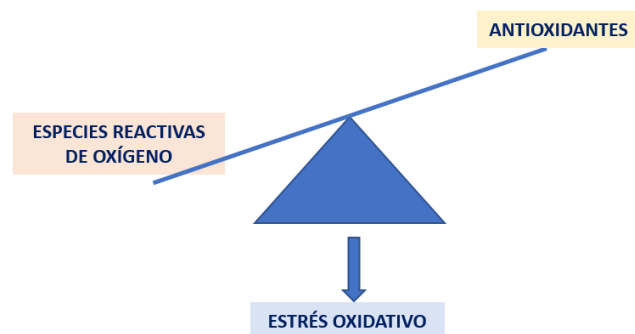 ANTIOXIDANTES
ESPECIES REACTIVAS
DE OXÍGENO
ESTRÉS OXIDATIVO